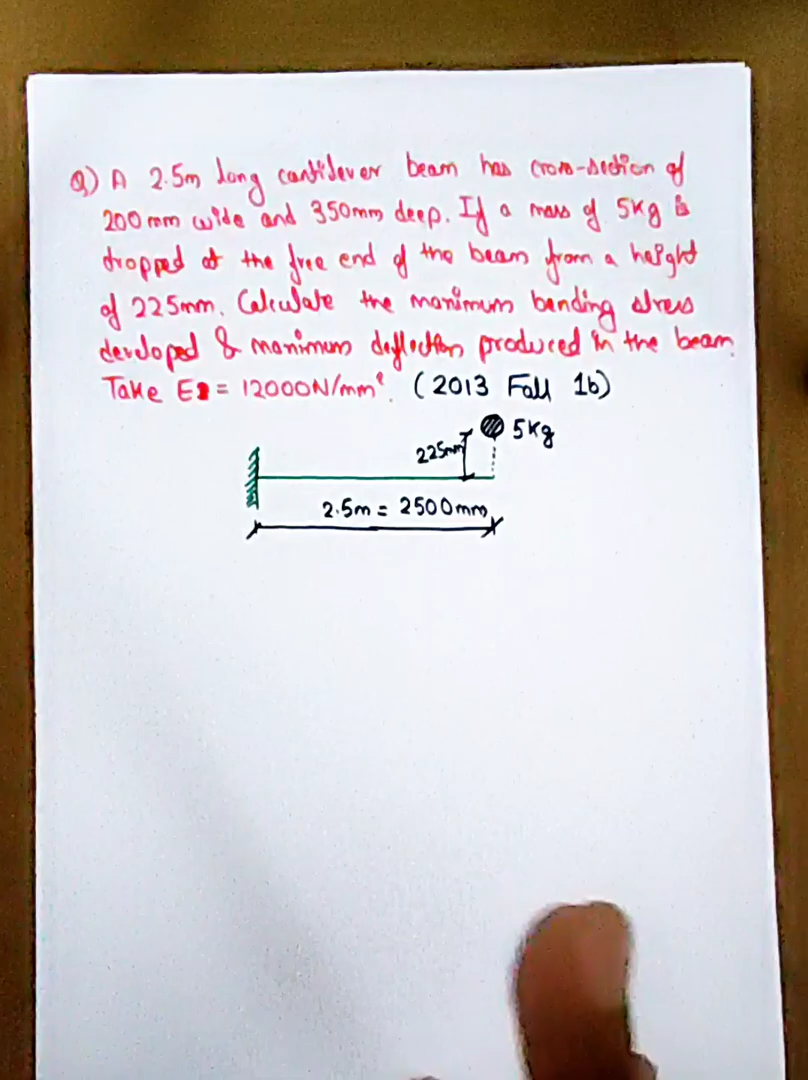 Q) A 2.5m long cantilever beam has cross-section of
200mm wide and 350mm deep. If a mass of 5Kg is
dropped at the free end of the beam from a height
of 225mm. Calculate the maximum bending stress
developed & maximum deflection produced in the beam.
Take E = 12000N/mm². (2013 Fall 1b)
5Kg
225mm
2.5m = 2500mm